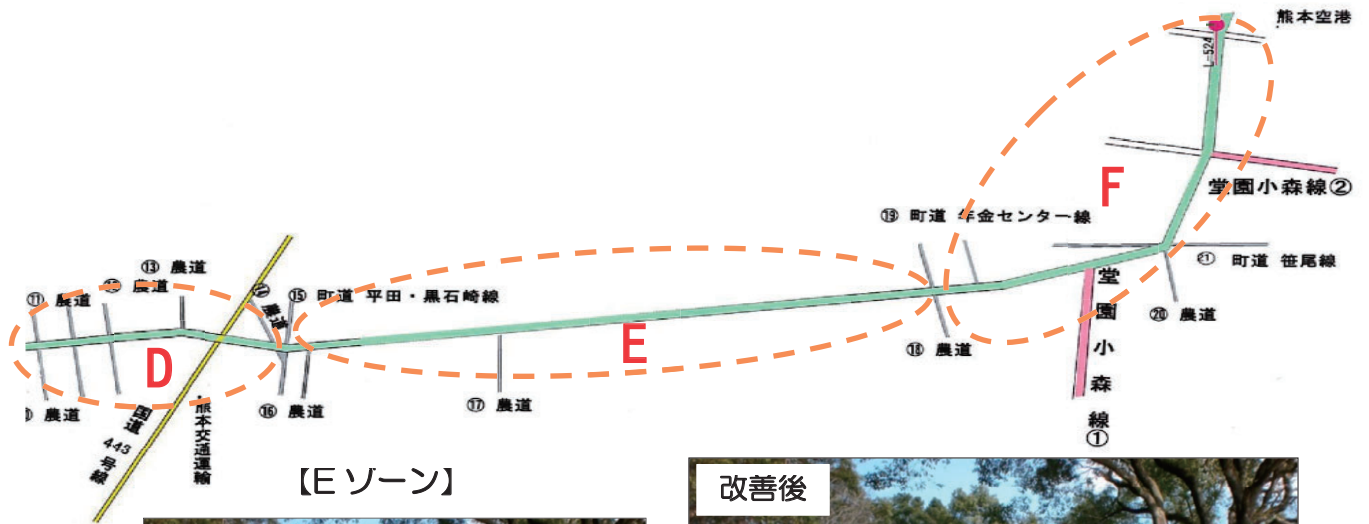 熊本空港
L-524
堂園小森線②
F
⑲ 町道 年金センター線
㉑ 町道 笹尾線
⑬ 農道
⑪ 農道
農道
農道
⑮ 町道 平田・黒石崎線
堂園小森線①
⑳ 農道
E
D
⑱ 農道
⑰ 農道
⑯ 農道
農道
国道443号線
熊本交通運輸
【Eゾーン】
改善後